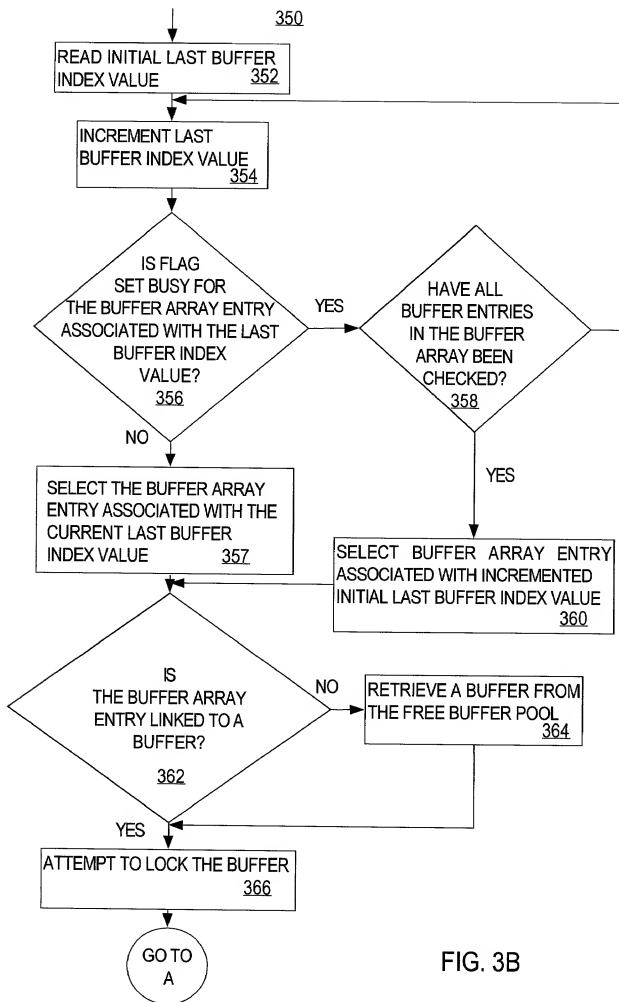 350
READ INITIAL LAST BUFFER
INDEX VALUE 352
INCREMENT LAST
BUFFER INDEX VALUE
354
IS FLAG
SET BUSY FOR
THE BUFFER ARRAY ENTRY
ASSOCIATED WITH THE LAST
BUFFER INDEX
VALUE?
356
YES
HAVE ALL
BUFFER ENTRIES
IN THE BUFFER
ARRAY BEEN
CHECKED?
358
NO
YES
SELECT THE BUFFER ARRAY
ENTRY ASSOCIATED WITH THE
CURRENT LAST BUFFER
INDEX VALUE 357
SELECT BUFFER ARRAY ENTRY
ASSOCIATED WITH INCREMENTED
INITIAL LAST BUFFER INDEX VALUE
360
IS
THE BUFFER ARRAY
ENTRY LINKED TO A
BUFFER?
362
NO
RETRIEVE A BUFFER FROM
THE FREE BUFFER POOL
364
YES
ATTEMPT TO LOCK THE BUFFER
366
GO TO
A
FIG. 3B